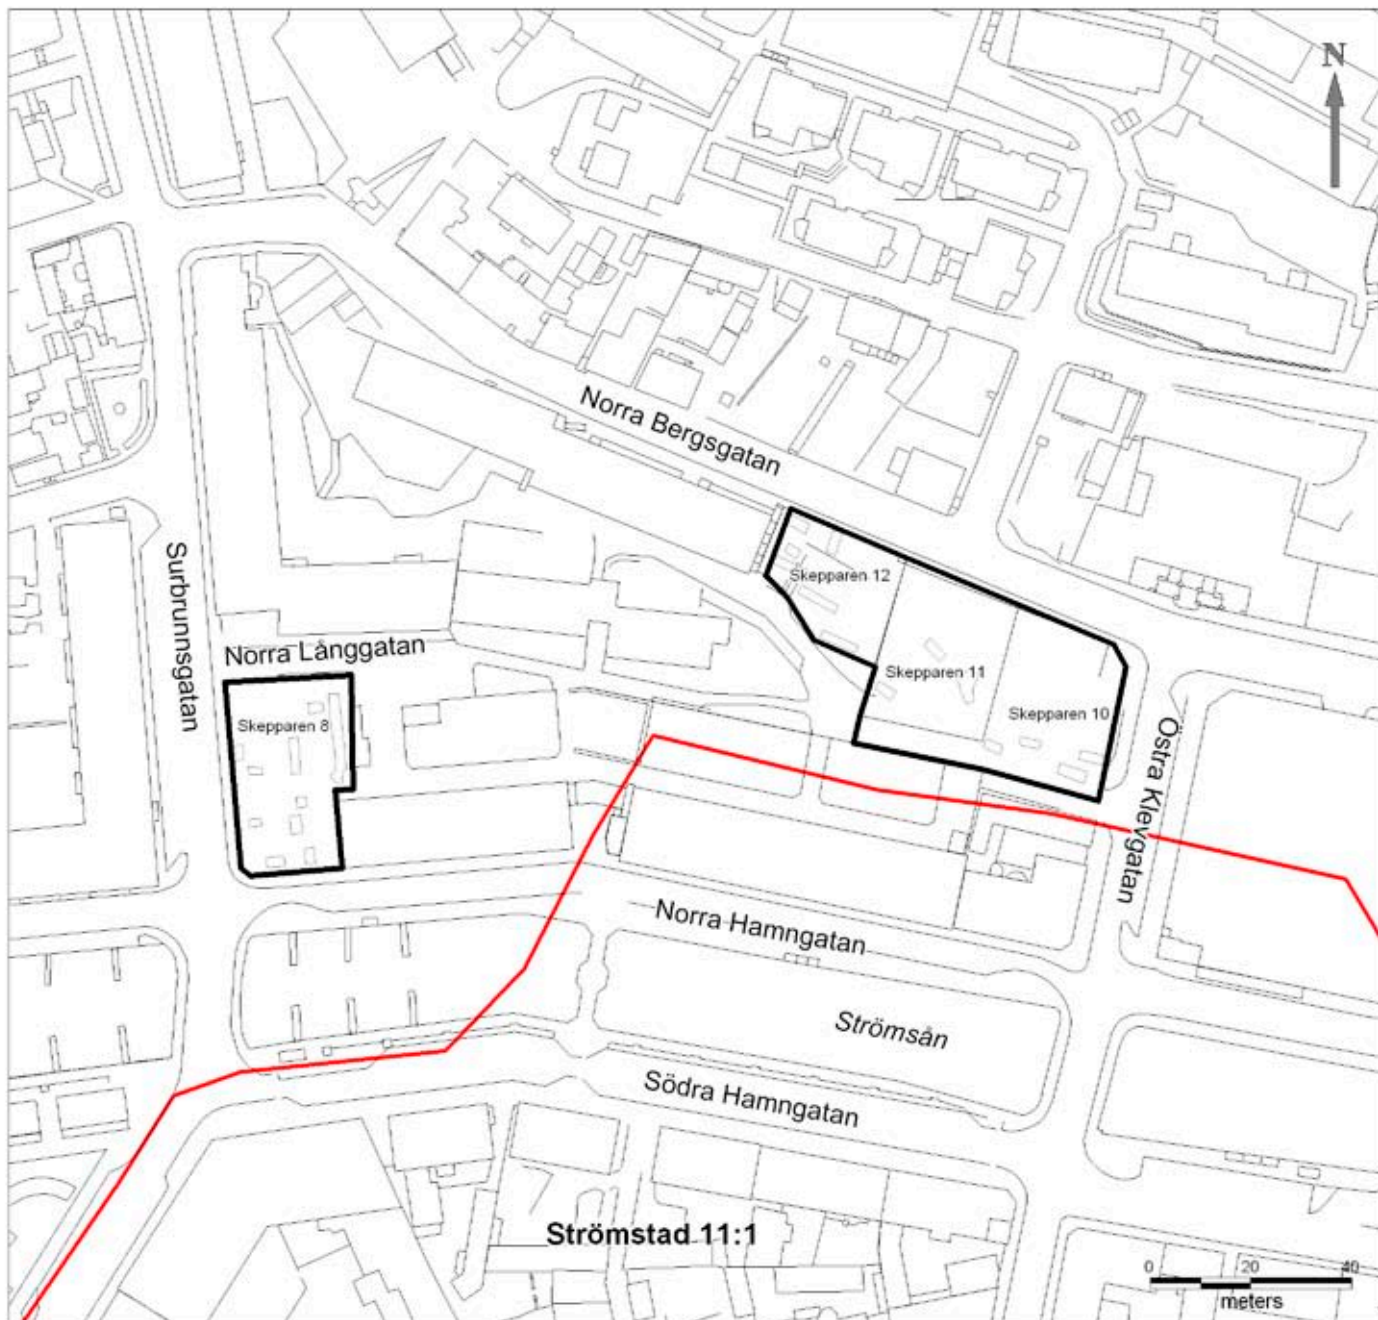 N
Norra Bergsgatan
Surbrunnsgatan
Skepparen 12
Norra Långgatan
Skepparen 11
Skepparen 10
Skepparen 8
Östra Klevgatan
Norra Hamngatan
Strömsån
Södra Hamngatan
Strömstad 11:1
0 20 40
meters